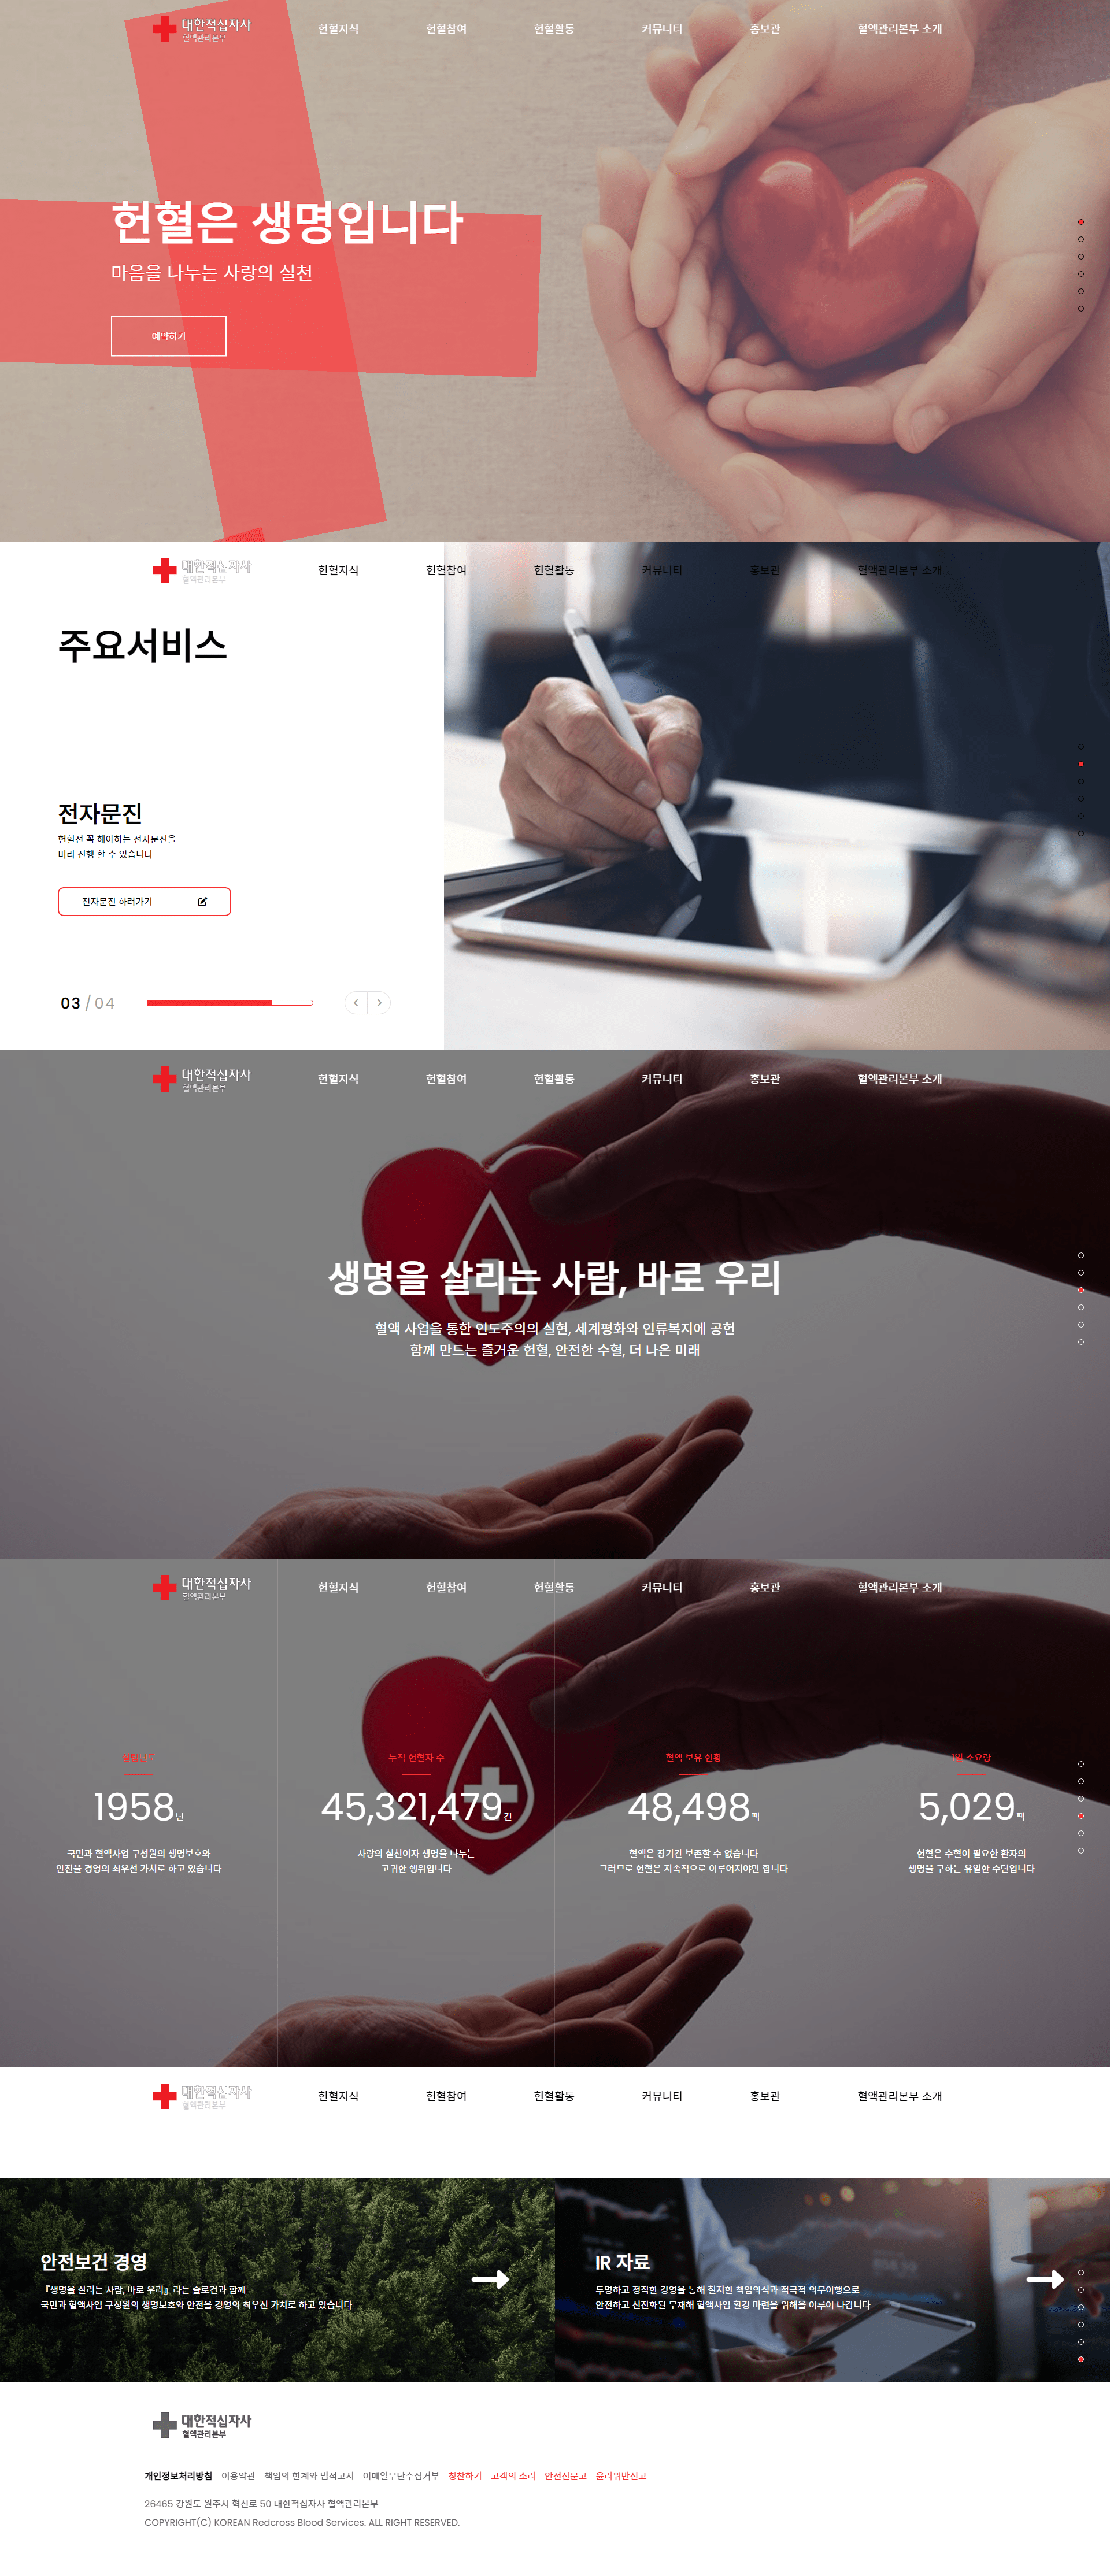 대한적십자사
혈액관리본부
헌혈지식 헌혈참여 헌혈활동 커뮤니티 홍보관 혈액관리본부 소개
헌혈은 생명입니다
마음을 나누는 사랑의 실천
예약하기
대한적십자사
혈액관리본부
헌혈지식 헌혈참여 헌혈활동 커뮤니티 홍보관 혈액관리본부 소개
주요서비스
전자문진
헌혈전 꼭 해야하는 전자문진을
미리 진행 할 수 있습니다
전자문진 하러가기
03 / 04
대한적십자사
혈액관리본부
헌혈지식 헌혈참여 헌혈활동 커뮤니티 홍보관 혈액관리본부 소개
생명을 살리는 사람, 바로 우리
혈액 사업을 통한 인도주의의 실현, 세계평화와 인류복지에 공헌
함께 만드는 즐거운 헌혈, 안전한 수혈, 더 나은 미래
대한적십자사
혈액관리본부
헌혈지식 헌혈참여 헌혈활동 커뮤니티 홍보관 혈액관리본부 소개
설립년도 누적 헌혈자 수 혈액 보유 현황 1일 소요량
1958년 45,321,479건 48,498팩 5,029팩
국민과 혈액사업 구성원의 생명보호와 사랑의 실천이자 생명을 나누는 혈액은 장기간 보존할 수 없습니다 헌혈은 수혈이 필요한 환자의
안전을 경영의 최우선 가치로 하고 있습니다 고귀한 행위입니다 그러므로 헌혈은 지속적으로 이루어져야만 합니다 생명을 구하는 유일한 수단입니다
대한적십자사
혈액관리본부
헌혈지식 헌혈참여 헌혈활동 커뮤니티 홍보관 혈액관리본부 소개
안전보건 경영
『생명을 살리는 사람, 바로 우리』라는 슬로건과 함께
국민과 혈액사업 구성원의 생명보호와 안전을 경영의 최우선 가치로 하고 있습니다
IR 자료
투명하고 정직한 경영을 통해 철저한 책임의식과 적극적 의무이행으로
안전하고 선진화된 무재해 혈액사업 환경 마련을 위해을 이루어 나갑니다
대한적십자사
혈액관리본부
개인정보처리방침 이용약관 책임의 한계와 법적고지 이메일무단수집거부 칭찬하기 고객의 소리 안전신문고 윤리위반신고
26465 강원도 원주시 혁신로 50 대한적십자사 혈액관리본부
COPYRIGHT(C) KOREAN Redcross Blood Services. ALL RIGHT RESERVED.